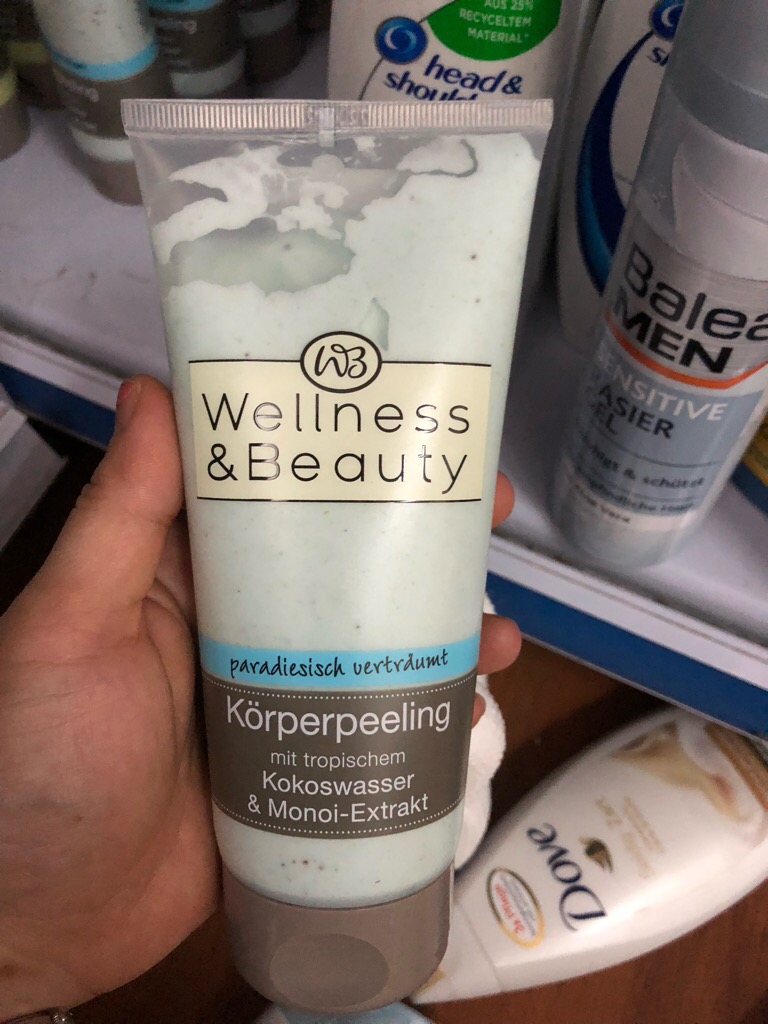 AUS 25%
RECYCELTEM
MATERIAL*
head &
WB
Wellness
&Beauty
paradiesisch verträumt
Körperpeeling
mit tropischem
Kokoswasser
& Monoi-Extrakt
Balea
MEN
SENSITIVE
Dove